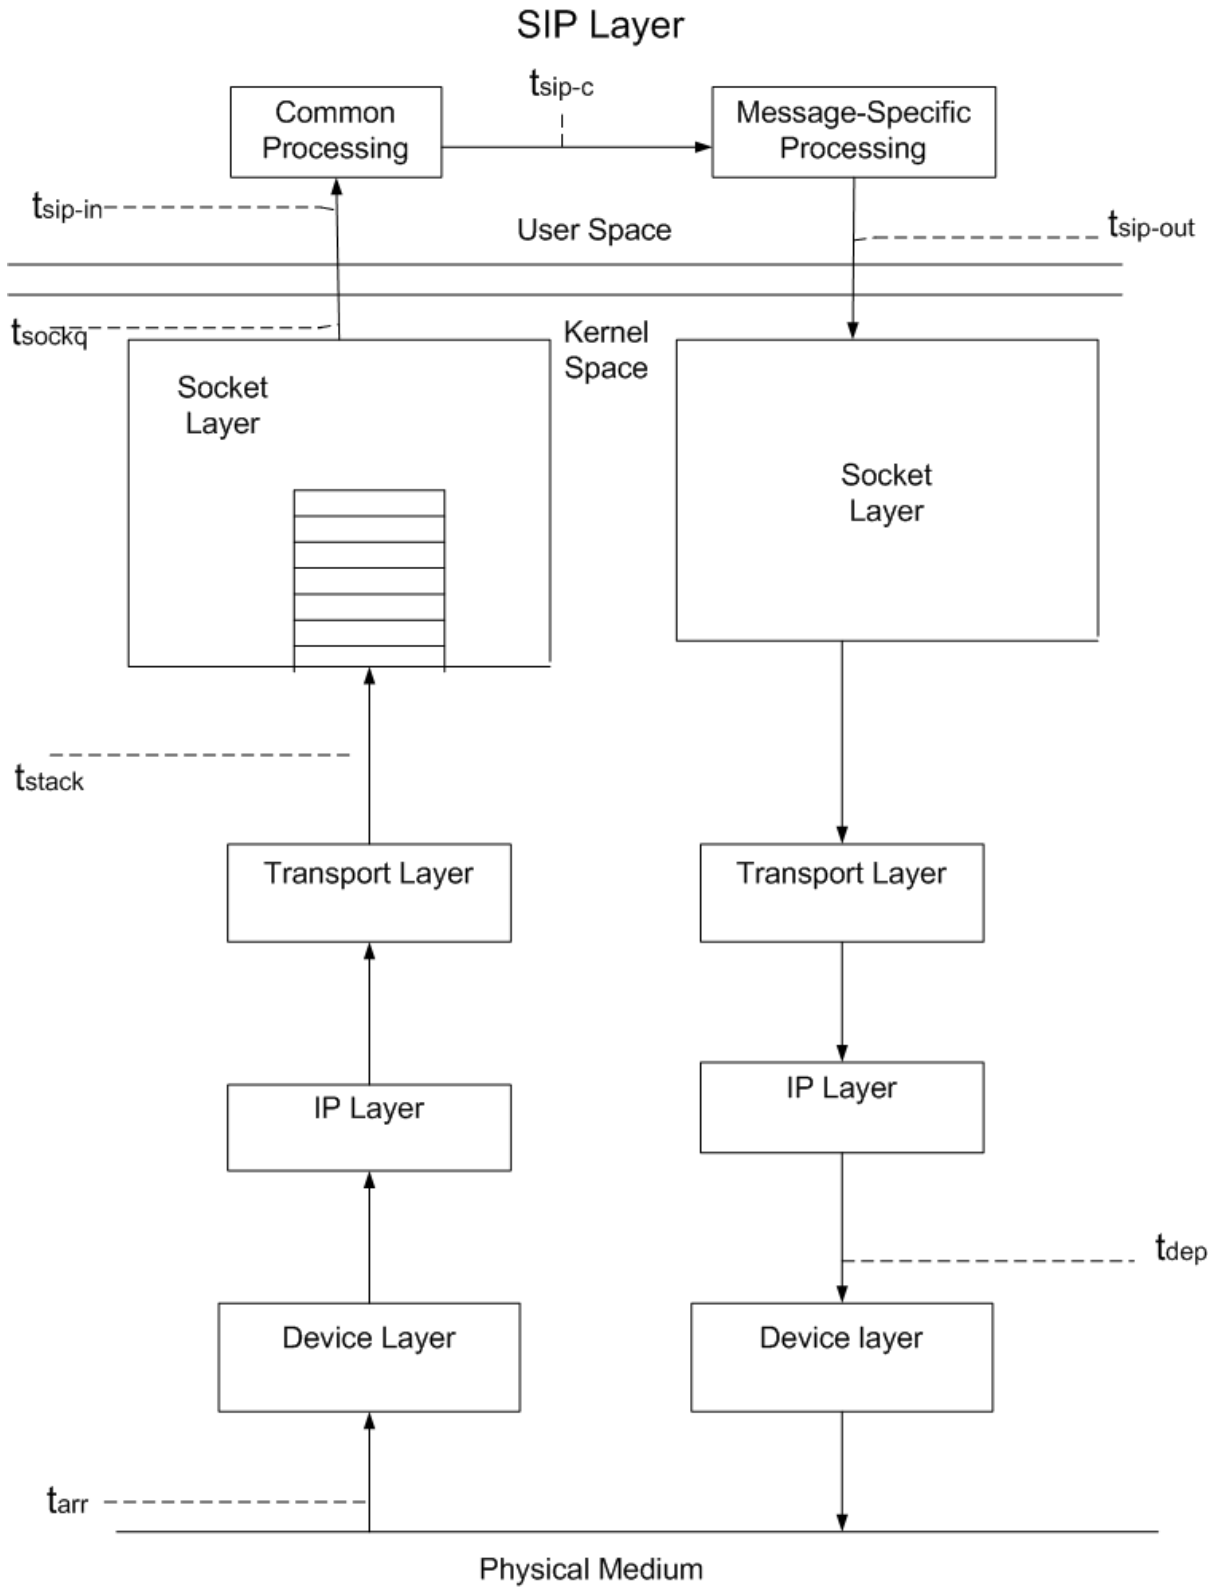 SIP Layer
tsip-c
Common
Processing
Message-Specific
Processing
tsip-in
User Space
tsip-out
tsockq
Kernel
Space
Socket
Layer
Socket
Layer
tstack
Transport Layer
Transport Layer
IP Layer
IP Layer
tdep
Device Layer
Device layer
tarr
Physical Medium